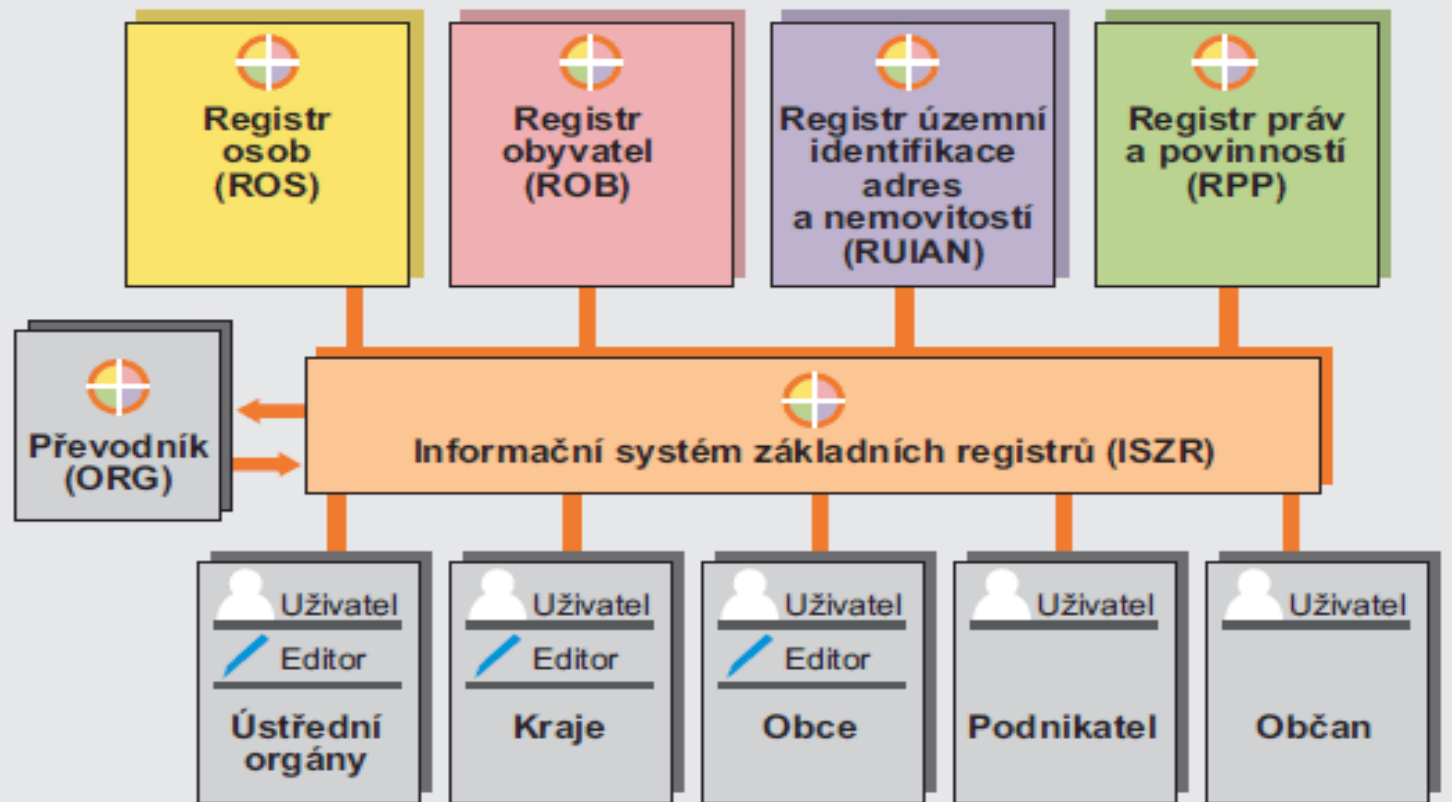 Registr
osob
(ROS)
Registr
obyvatel
(ROB)
Registr územní
identifikace
adres
a nemovitostí
(RUIAN)
Registr práv
a povinností
(RPP)
Převodník
(ORG)
Informační systém základních registrů (ISZR)
Uživatel
Editor
Ústřední
orgány
Uživatel
Editor
Kraje
Uživatel
Editor
Obce
Uživatel
Podnikatel
Uživatel
Občan